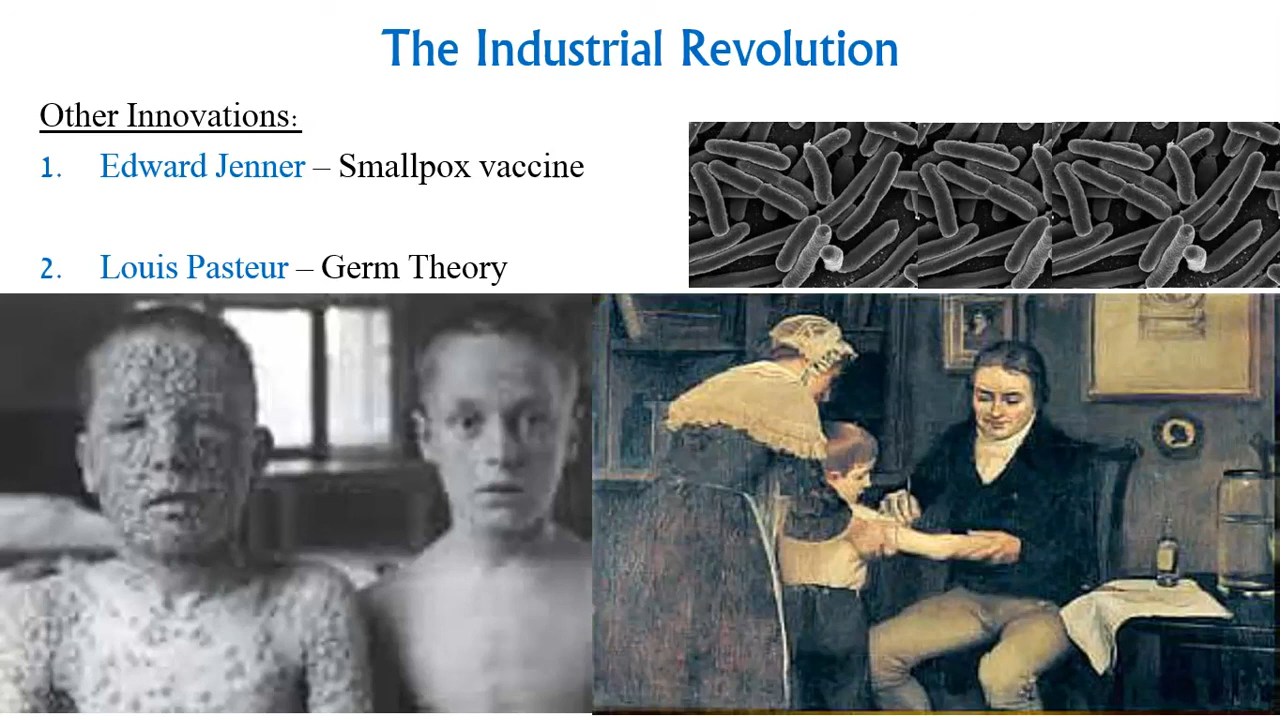 The Industrial Revolution
Other Innovations:
1. Edward Jenner – Smallpox vaccine
2. Louis Pasteur – Germ Theory